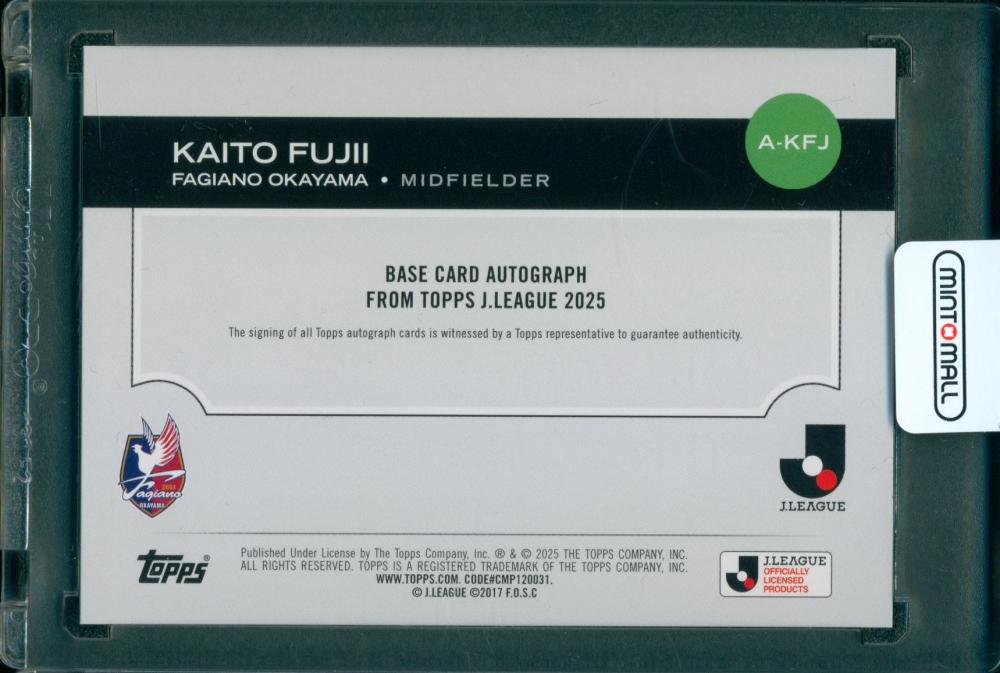 KAITO FUJII
FAGIANO OKAYAMA • MIDFIELDER
A-KFJ
BASE CARD AUTOGRAPH
FROM TOPPS J.LEAGUE 2025
The signing of all Topps autograph cards is witnessed by a Topps representative to guarantee authenticity.
MINTOMALL
Fagiano
OKAYAMA
J.LEAGUE
Topps®
Published Under License by The Topps Company, Inc. ® & © 2025 THE TOPPS COMPANY, INC.
ALL RIGHTS RESERVED. TOPPS IS A REGISTERED TRADEMARK OF THE TOPPS COMPANY, INC.
WWW.TOPPS.COM. CODE#CMP120031.
© J.LEAGUE ©2017 F.O.S.C
J.LEAGUE
OFFICIALLY
LICENSED
PRODUCTS